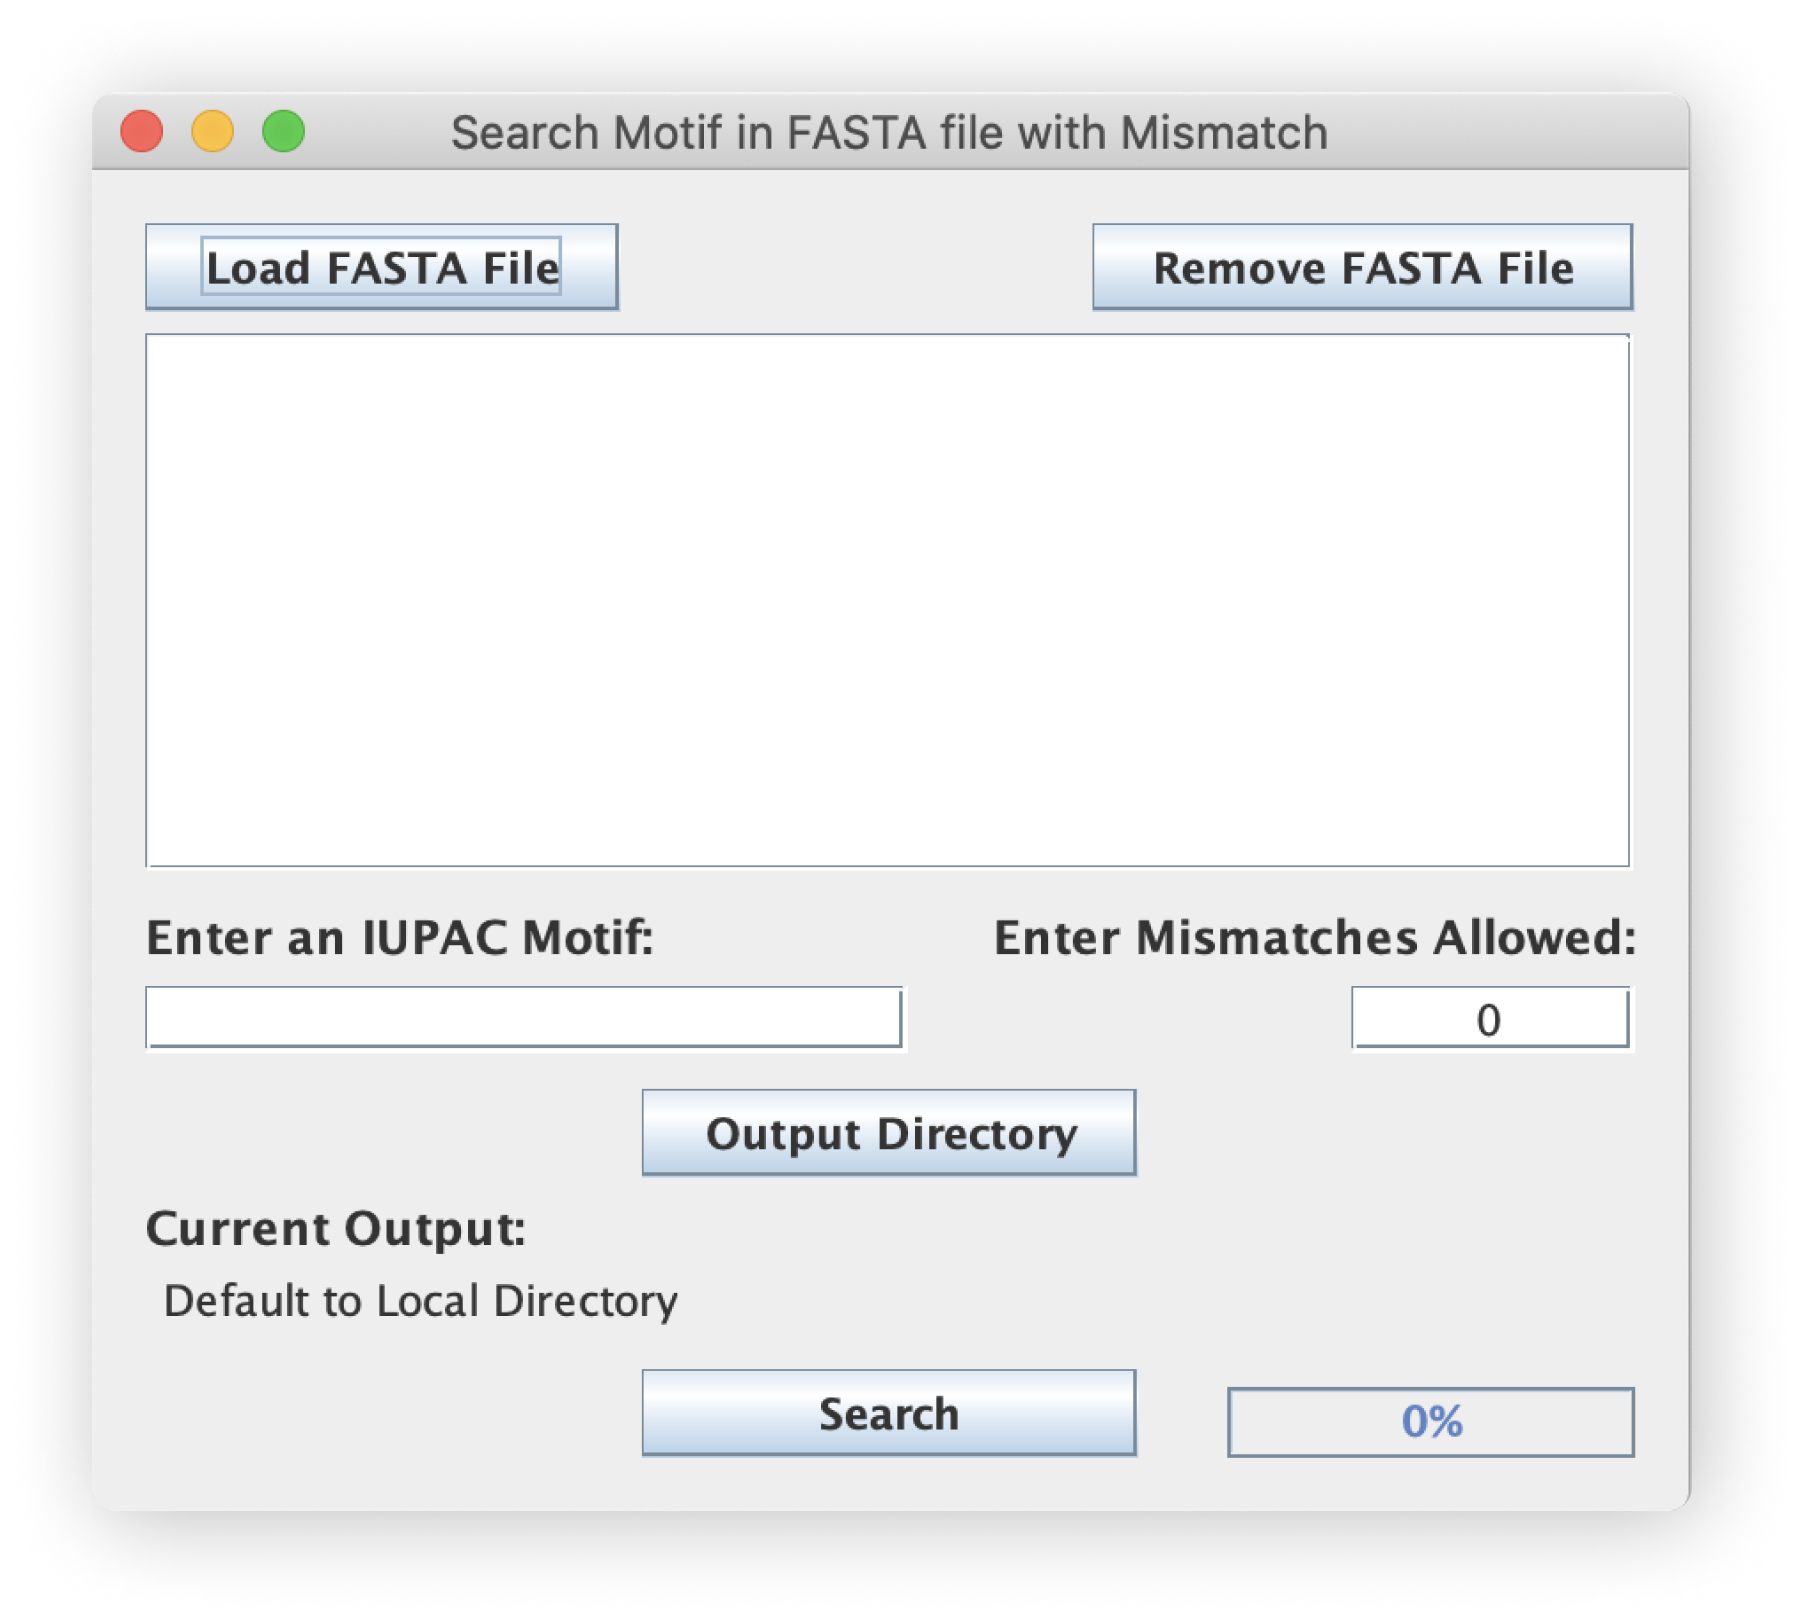 Search Motif in FASTA file with Mismatch
Load FASTA File
Remove FASTA File
Enter an IUPAC Motif:
Enter Mismatches Allowed:
0
Output Directory
Current Output:
Default to Local Directory
Search
0%